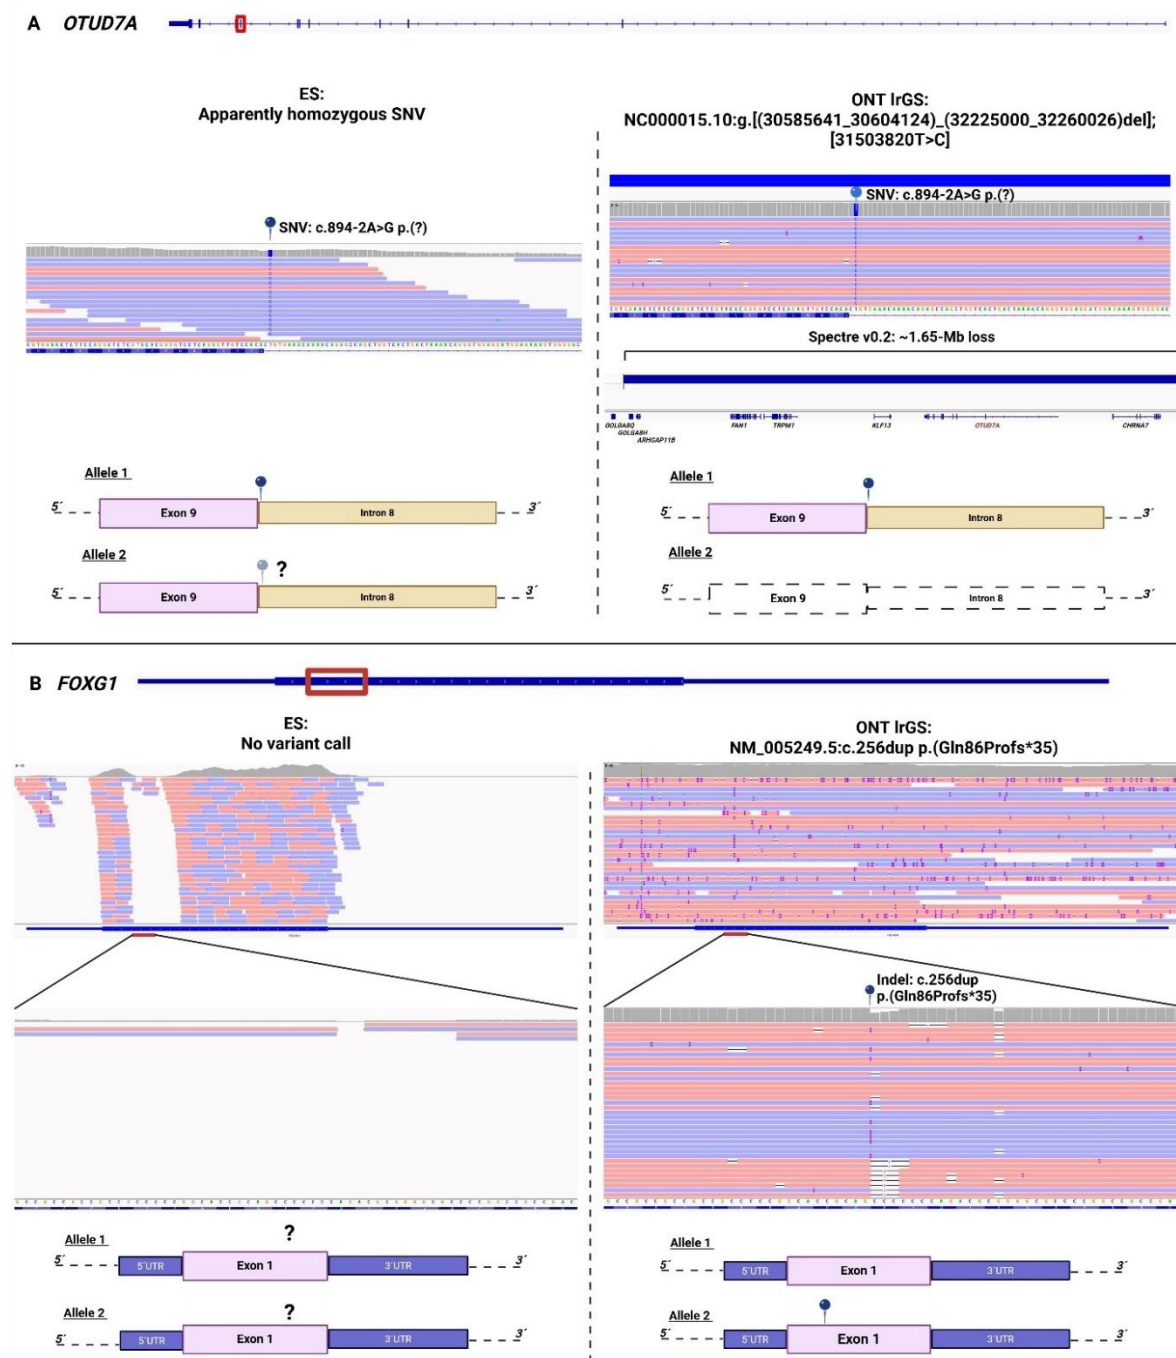 A OTUD7A
ES:
Apparently homozygous SNV
SNV: c.894-2A>G p.(?)
Allele 1
5´ Exon 9 Intron 8 3´
Allele 2
?
5´ Exon 9 Intron 8 3´
ONT lrGS:
NC000015.10:g.[(30585641_30604124)_(32225000_32260026)del];
[31503820T>C]
SNV: c.894-2A>G p.(?)
Spectre v0.2: ~1.65-Mb loss
GOLGA8Q
GOLGA8H
ARHGAP11B
FAN1 TRPM1 KLF13 OTUD7A CHRNA7
Allele 1
5´ Exon 9 Intron 8 3´
Allele 2
5´ Exon 9 Intron 8 3´
B FOXG1
ES:
No variant call
?
Allele 1
5´ 5´UTR Exon 1 3´UTR 3´
?
Allele 2
5´ 5´UTR Exon 1 3´UTR 3´
ONT lrGS:
NM_005249.5:c.256dup p.(Gln86Profs*35)
Indel: c.256dup
p.(Gln86Profs*35)
Allele 1
5´ 5´UTR Exon 1 3´UTR 3´
Allele 2
5´ 5´UTR Exon 1 3´UTR 3´